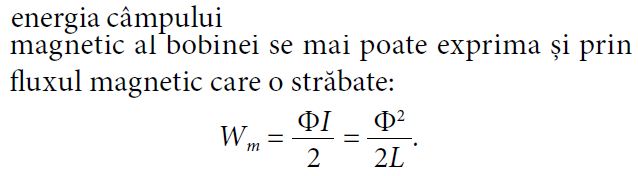 energia câmpului
magnetic al bobinei se mai poate exprima și prin
fluxul magnetic care o străbate:
W_m = ΦI/2 = Φ²/2L.